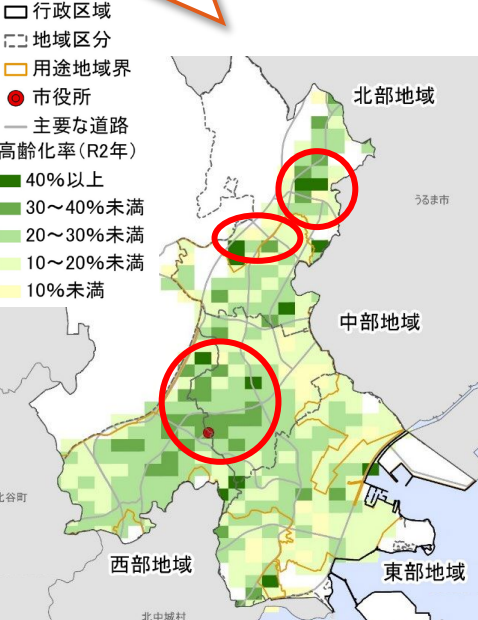 行政区域
地域区分
用途地域界
市役所
主要な道路
高齢化率(R2年)
40%以上
30～40%未満
20～30%未満
10～20%未満
10%未満
北部地域
うるま市
中部地域
北谷町
西部地域
東部地域
北中城村